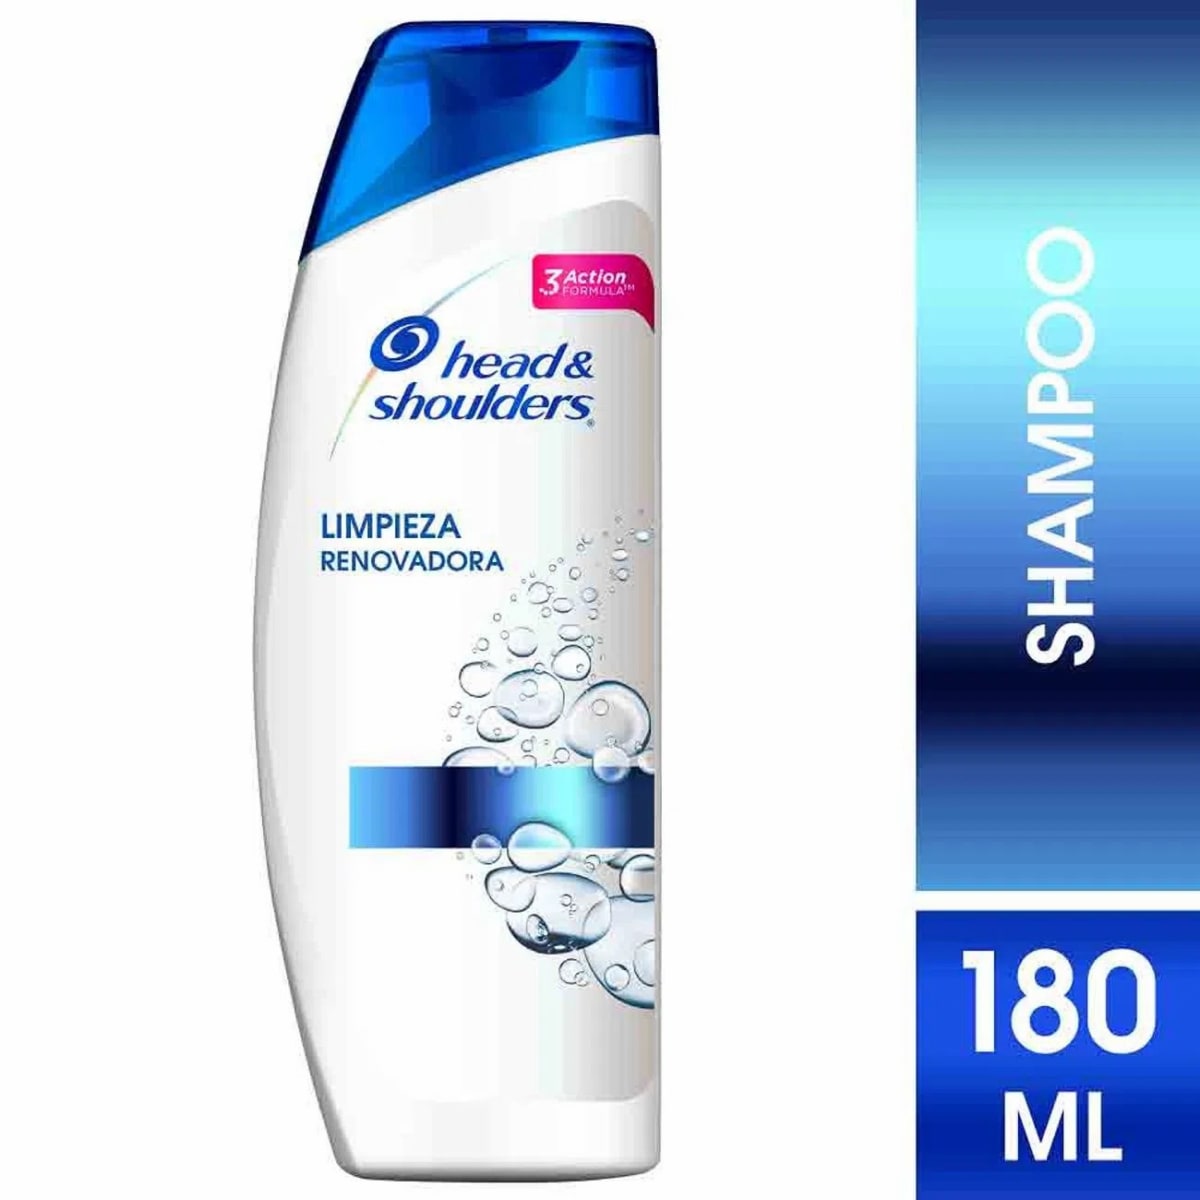 3Action
FORMULA™
head &
shoulders®
LIMPIEZA
RENOVADORA
SHAMPOO
180
ML